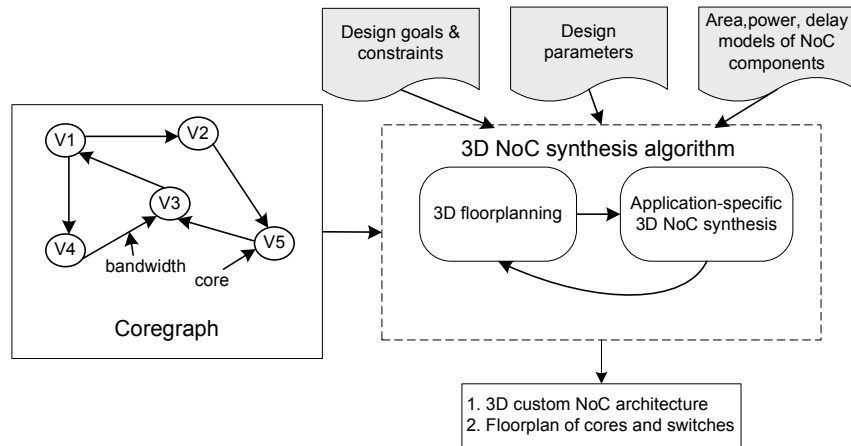 Design goals &
constraints
Design
parameters
Area,power, delay
models of NoC
components
V1
V2
V3
V4
V5
bandwidth
core
Coregraph
3D NoC synthesis algorithm
3D floorplanning
Application-specific
3D NoC synthesis
1. 3D custom NoC architecture
2. Floorplan of cores and switches